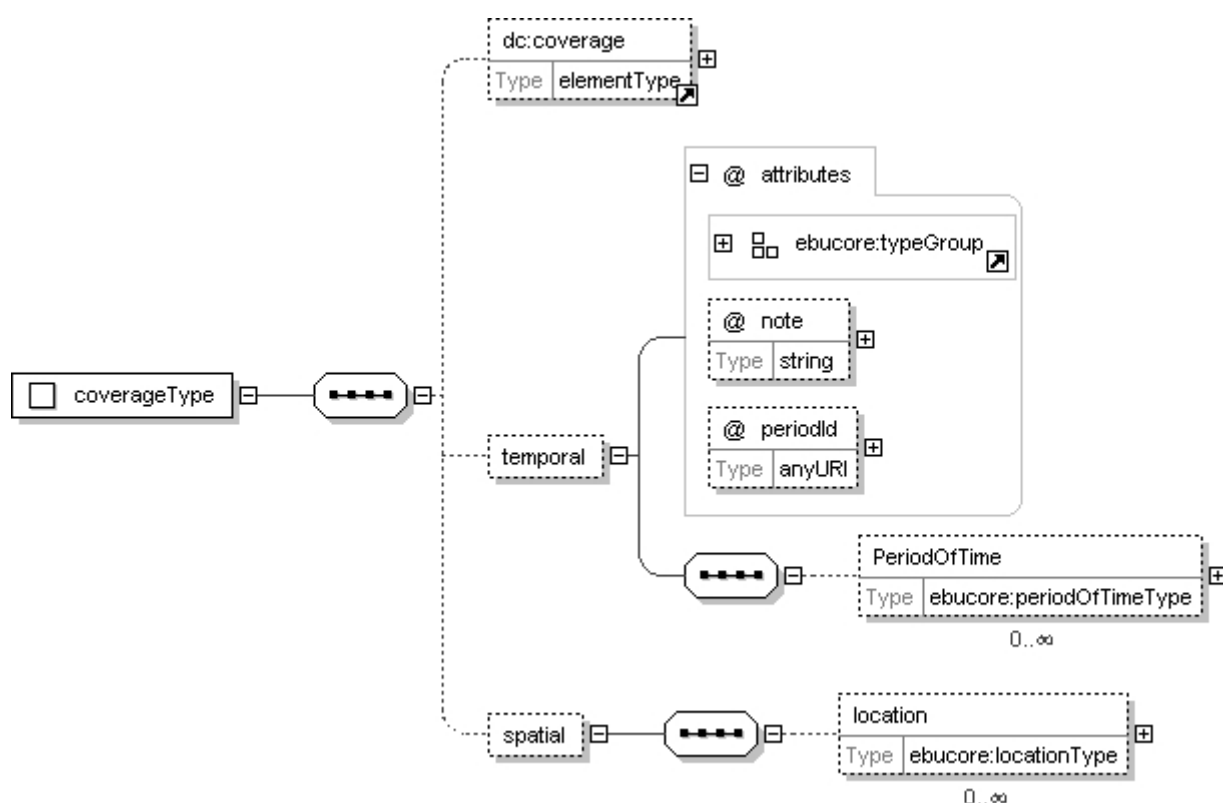 dc:coverage
Type elementType
@ attributes
ebucore:typeGroup
@ note
Type string
coverageType
@ periodId
Type anyURI
temporal
PeriodOfTime
Type ebucore:periodOfTimeType
0..∞
location
spatial
Type ebucore:locationType
0..∞